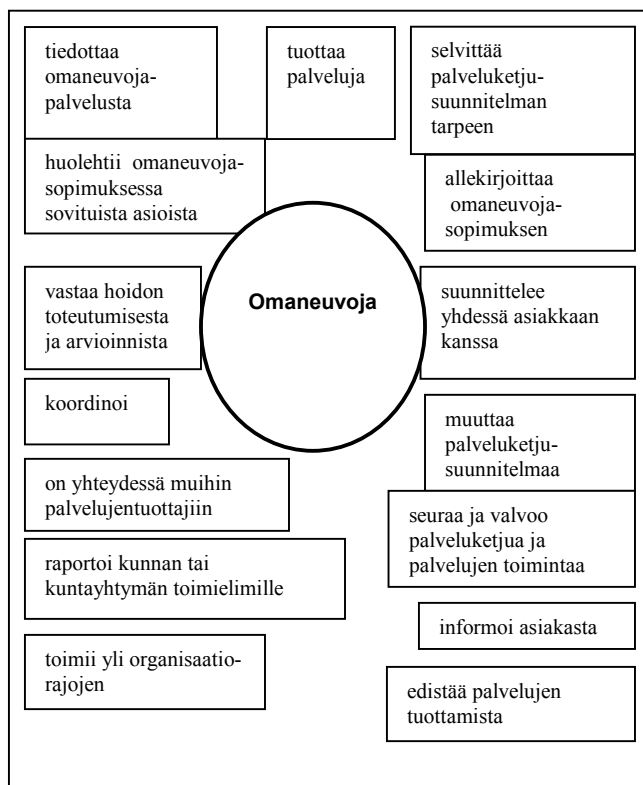 tiedottaa
omaneuvoja-
palvelusta
tuottaa
palveluja
selvittää
palveluketju-
suunnitelman
tarpeen
huolehtii omaneuvoja-
sopimuksessa
sovituista asioista
allekirjoittaa
omaneuvoja-
sopimuksen
vastaa hoidon
toteutumisesta
ja arvioinnista
Omaneuvoja
suunnittelee
yhdessä asiakkaan
kanssa
koordinoi
muuttaa
palveluketju-
suunnitelmaa
on yhteydessä muihin
palvelujentuottajiin
seuraa ja valvoo
palveluketjua ja
palvelujen toimintaa
raportoi kunnan tai
kuntayhtymän toimielimille
informoi asiakasta
toimii yli organisaatio-
rajojen
edistää palvelujen
tuottamista